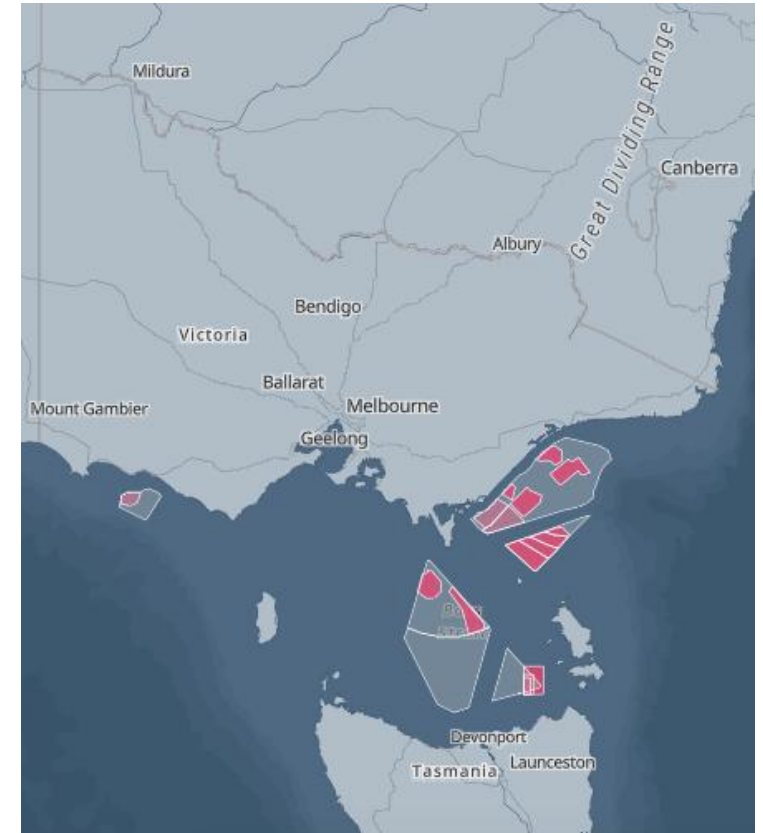 Mildura
Great Dividing Range
Canberra
Albury
Bendigo
Victoria
Ballarat
Mount Gambier
Melbourne
Geelong
Devonport
Tasmania
Launceston